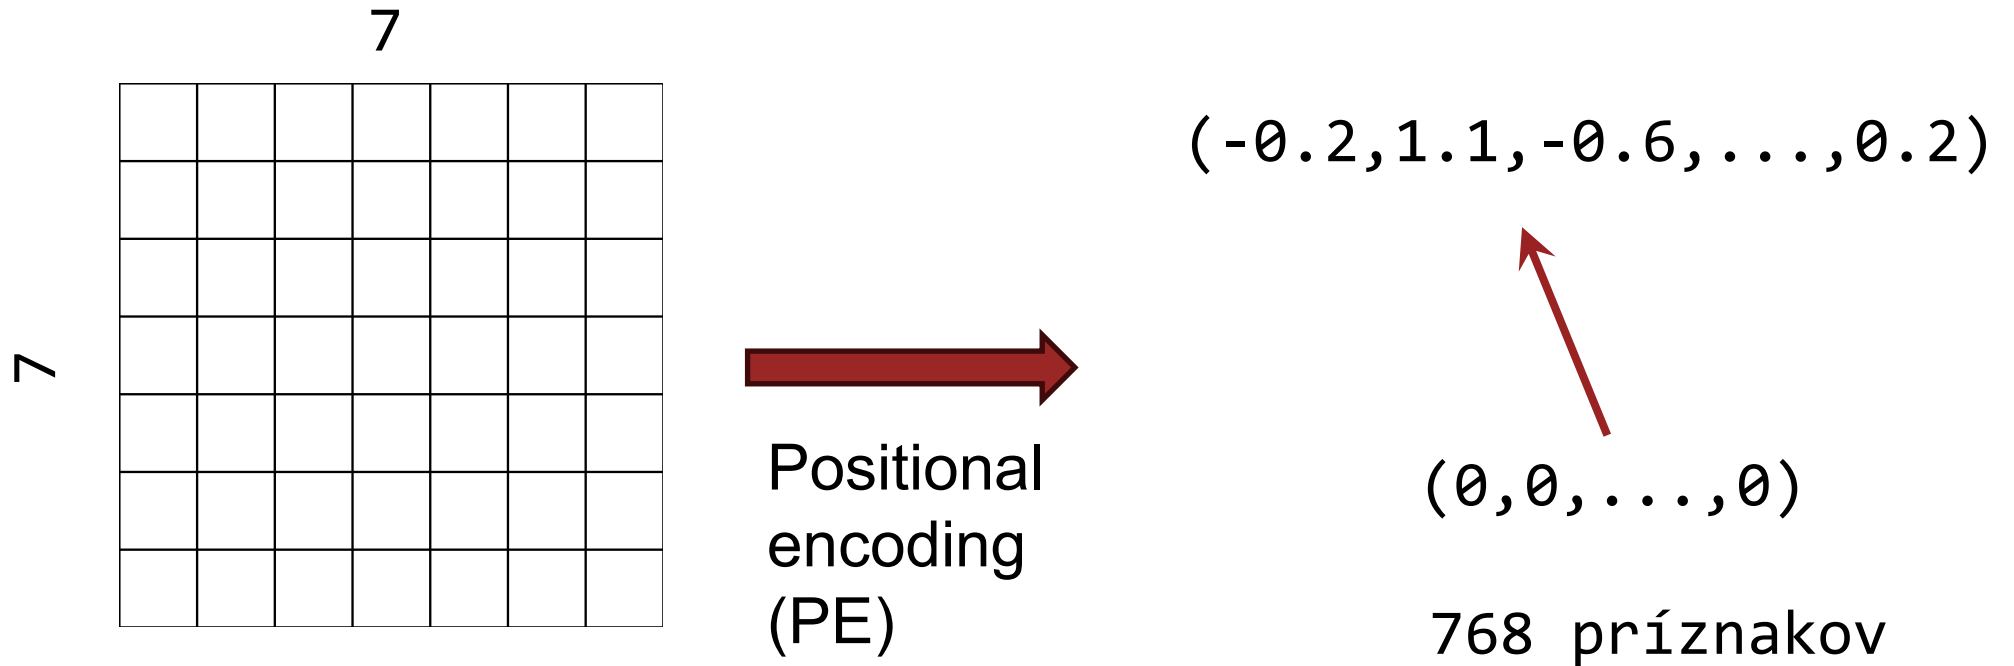 7
7
Positional
encoding
(PE)
(-0.2,1.1,-0.6,...,0.2)
(0,0,...,0)
768 príznakov